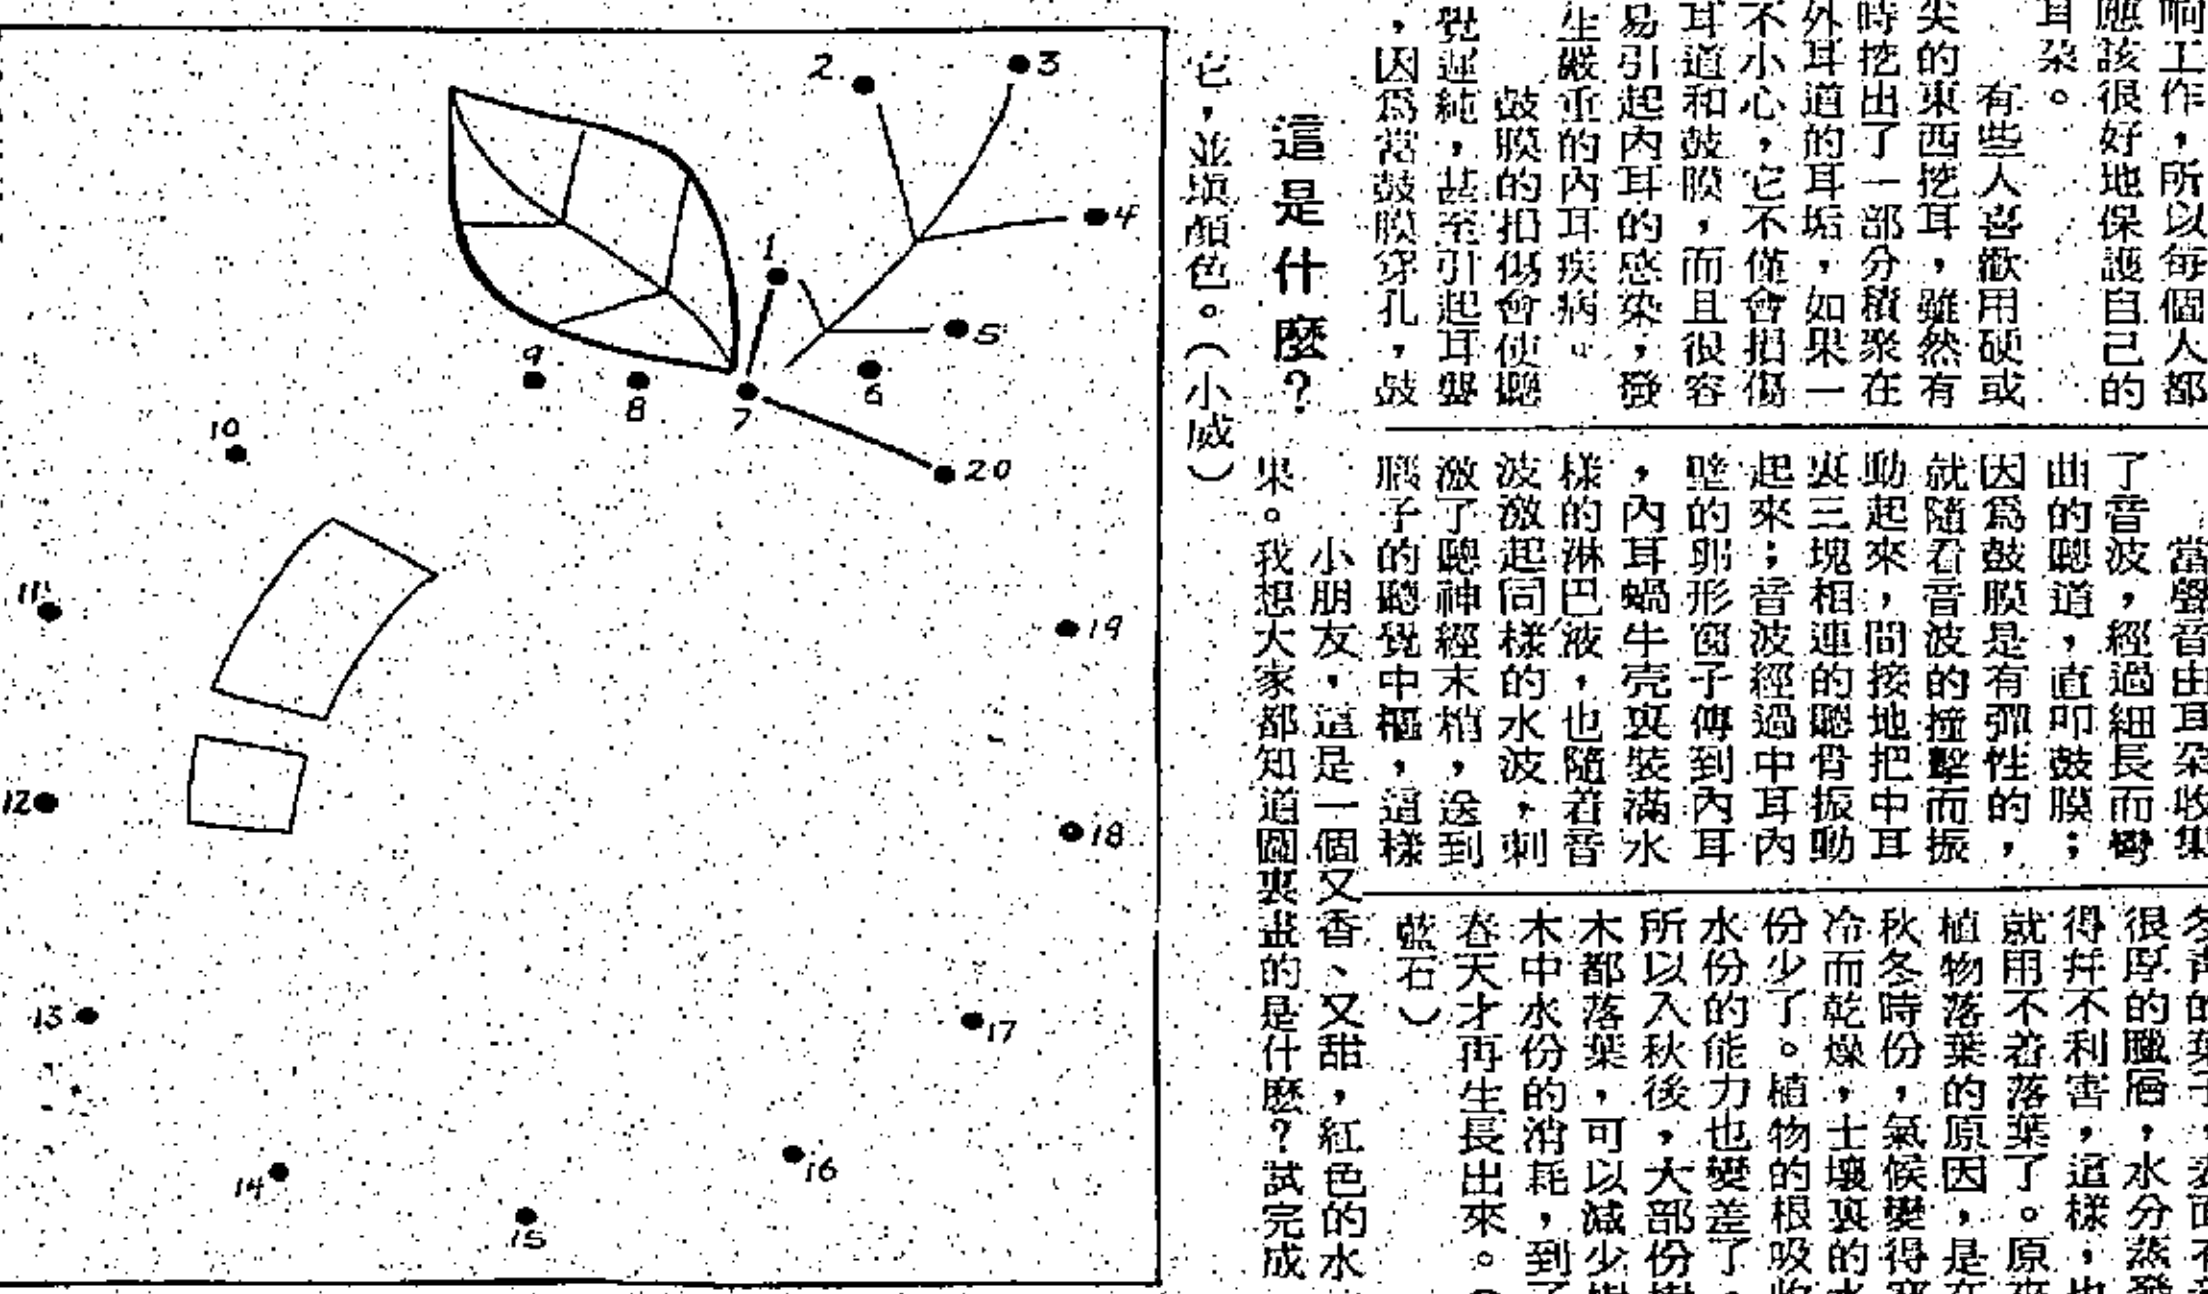 响工作，所以每個人都
應該很好地保護自己的
耳朶。
有些人喜歡用硬或
尖的東西挖耳，雖然有
時挖出了一部分積聚在
外耳道的耳垢，如果一
不小心，它不僅會損傷
耳道和鼓膜，而且很容
易引起內耳的感染，發
生嚴重的內耳疾病。
鼓膜的損傷會使聽
覺遲純，甚至引起耳聾
，因爲當鼓膜穿孔，鼓
當聲音由耳朶收集
了音波，經過細長而彎
曲的聽道，直叩鼓膜；
因爲鼓膜是有彈性的，
就隨着音波的撞擊而振
動起來，間接地把中耳
裏三塊相連的聽骨振動
起來；音波經過中耳內
壁的卵形窗子傳到內耳
，內耳蝸牛壳裏裝滿水
樣的淋巴液，也隨着音
波激起同樣的水波，刺
激了聽神經末梢，送到
腦子的聽覺中樞，這樣
很厚的臘層，水分蒸發
得幷不利害，這樣，也
就用不着落葉了。原來
植物落葉的原因，是在
秋冬時份，氣候變得寒
冷而乾燥，土壤裏的水
份少了。植物的根吸收
水份的能力也變差了。
所以入秋後，大部份樹
木都落葉，可以減少樹
木中水份的消耗，到了
春天才再生長出來。（
藍石）
這是什麼？
小朋友，這是一個又香、又甜，紅色的水
果。我想大家都知道圖裏畫的是什麼？試完成
它，並塡顏色。（小威）
1
2
3
4
5
6
7
8
9
10
11
12
13
14
15
16
17
18
19
20